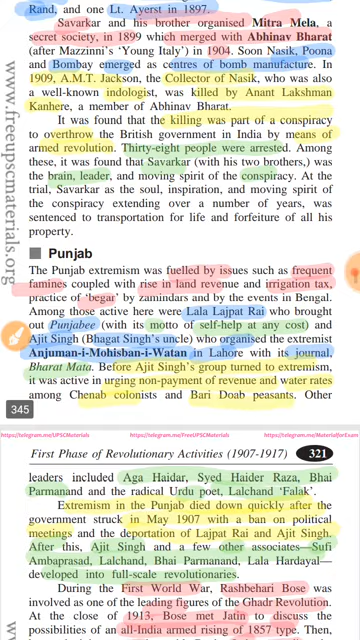 Rand, and one Lt. Ayerst in 1897.
Savarkar and his brother organised Mitra Mela, a
secret society, in 1899 which merged with Abhinav Bharat
(after Mazzinni's 'Young Italy') in 1904. Soon Nasik, Poona
and Bombay emerged as centres of bomb manufacture. In
1909, A.M.T. Jackson, the Collector of Nasik, who was also
a well-known indologist, was killed by Anant Lakshman
Kanhere, a member of Abhinav Bharat.
It was found that the killing was part of a conspiracy
to overthrow the British government in India by means of
armed revolution. Thirty-eight people were arrested. Among
these, it was found that Savarkar (with his two brothers,) was
the brain, leader, and moving spirit of the conspiracy. At the
trial, Savarkar as the soul, inspiration, and moving spirit of
the conspiracy extending over a number of years, was
sentenced to transportation for life and forfeiture of all his
property.
Punjab
The Punjab extremism was fuelled by issues such as frequent
famines coupled with rise in land revenue and irrigation tax,
practice of 'begar' by zamindars and by the events in Bengal.
Among those active here were Lala Lajpat Rai who brought
out Punjabee (with its motto of self-help at any cost) and
Ajit Singh (Bhagat Singh's uncle) who organised the extremist
Anjuman-i-Mohisban-i-Watan in Lahore with its journal,
Bharat Mata. Before Ajit Singh's group turned to extremism,
it was active in urging non-payment of revenue and water rates
among Chenab colonists and Bari Doab peasants. Other
345
www.freeupscmaterials.org
https://telegram.me/UPSCMaterials
https://telegram.me/FreeUPSCMaterials
https://telegram.me/MaterialforExam
First Phase of Revolutionary Activities (1907-1917)
321
leaders included Aga Haidar, Syed Haider Raza, Bhai
Parmanand and the radical Urdu poet, Lalchand 'Falak'.
Extremism in the Punjab died down quickly after the
government struck in May 1907 with a ban on political
meetings and the deportation of Lajpat Rai and Ajit Singh.
After this, Ajit Singh and a few other associates—Sufi
Ambaprasad, Lalchand, Bhai Parmanand, Lala Hardayal—
developed into full-scale revolutionaries.
During the First World War, Rashbehari Bose was
involved as one of the leading figures of the Ghadr Revolution.
At the close of 1913, Bose met Jatin to discuss the
possibilities of an all-India armed rising of 1857 type. Then,